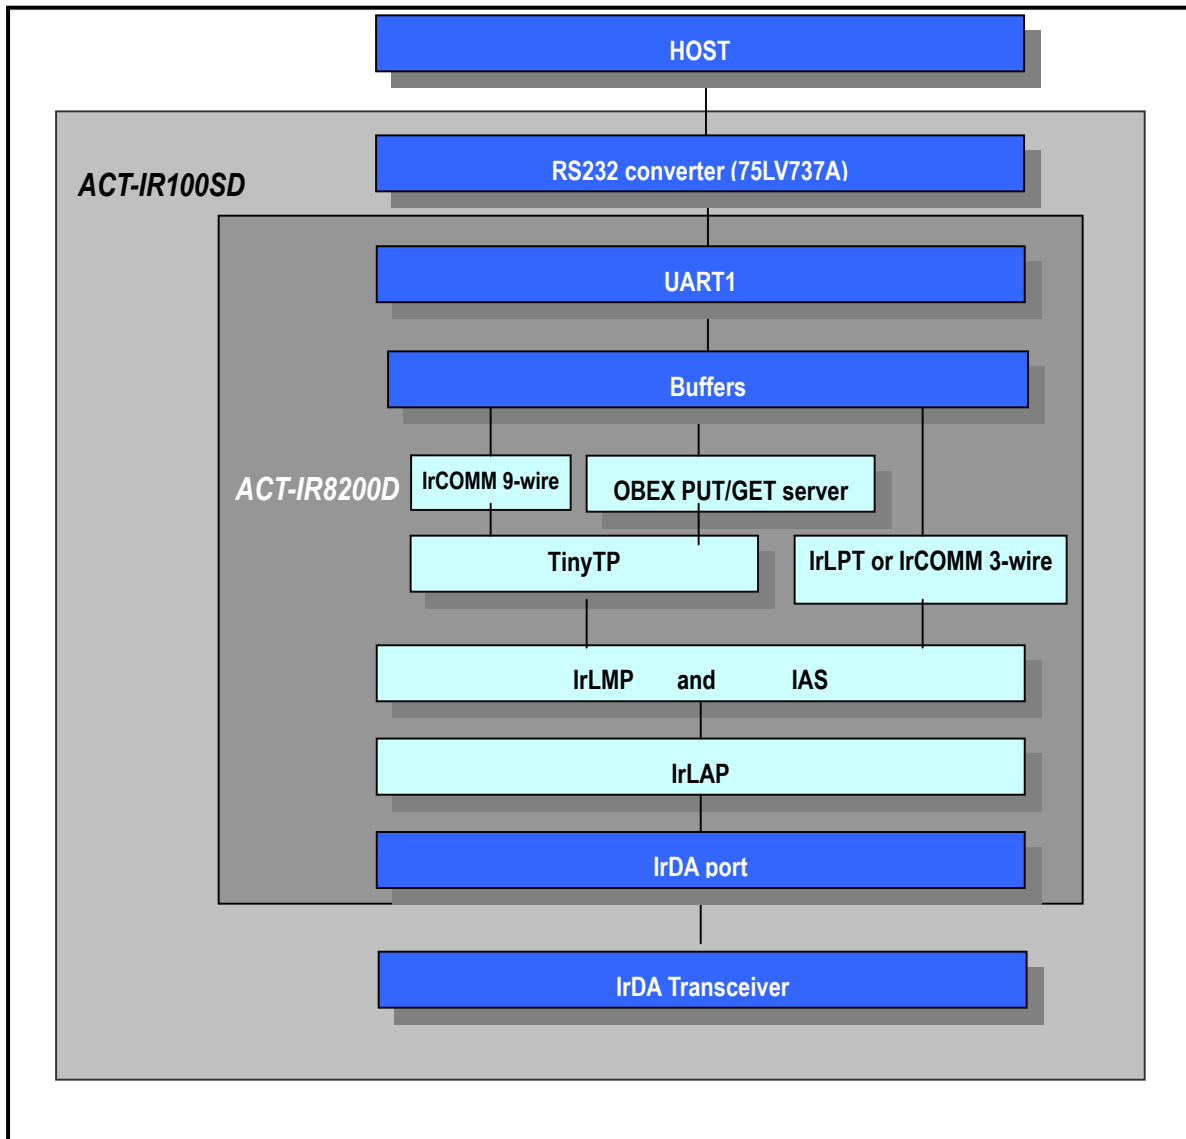 HOST
RS232 converter (75LV737A)
ACT-IR100SD
UART1
Buffers
IrCOMM 9-wire
OBEX PUT/GET server
ACT-IR8200D
TinyTP
IrLPT or IrCOMM 3-wire
IrLMP and IAS
IrLAP
IrDA port
IrDA Transceiver